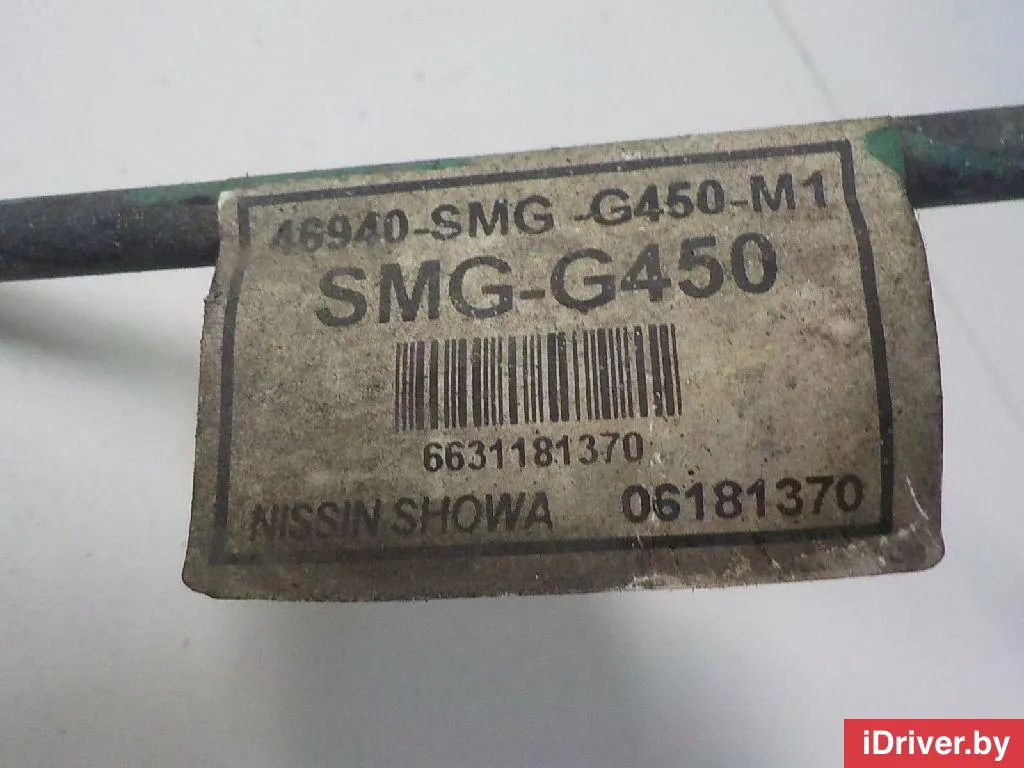 46940-SMG -G450-M1
SMG-G450
6631181370
NISSIN SHOWA 06181370
iDriver.by